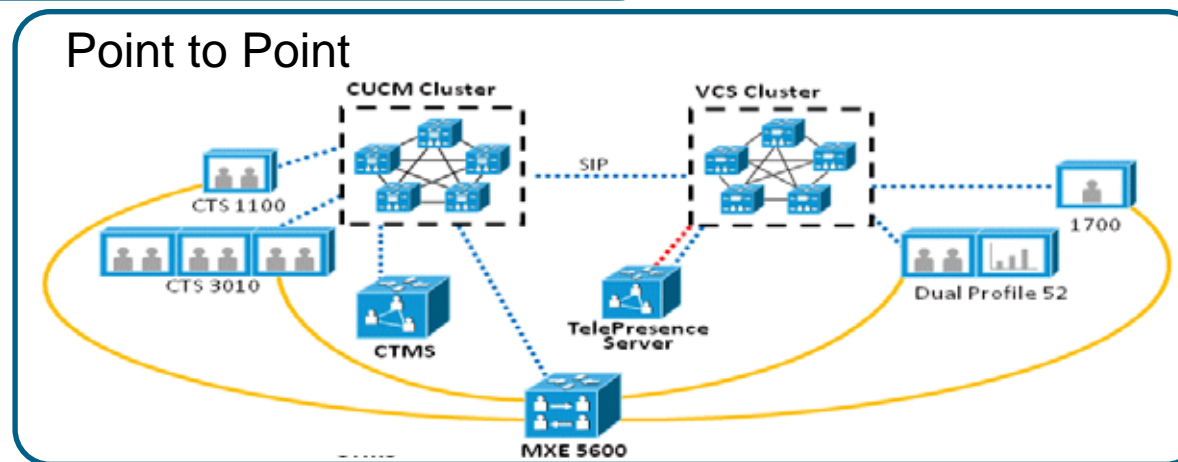 Point to Point
CUCM Cluster
VCS Cluster
SIP
CTS 1100
1700
CTS 3010
Dual Profile 52
TelePresence
Server
CTMS
MXE 5600